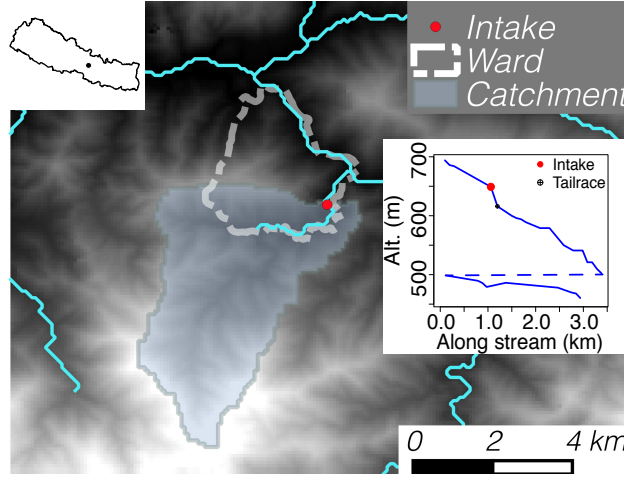 Intake
Ward
Catchment
Intake
Tailrace
Alt. (m)
700
600
500
0.0 1.0 2.0 3.0
Along stream (km)
0 2 4 km